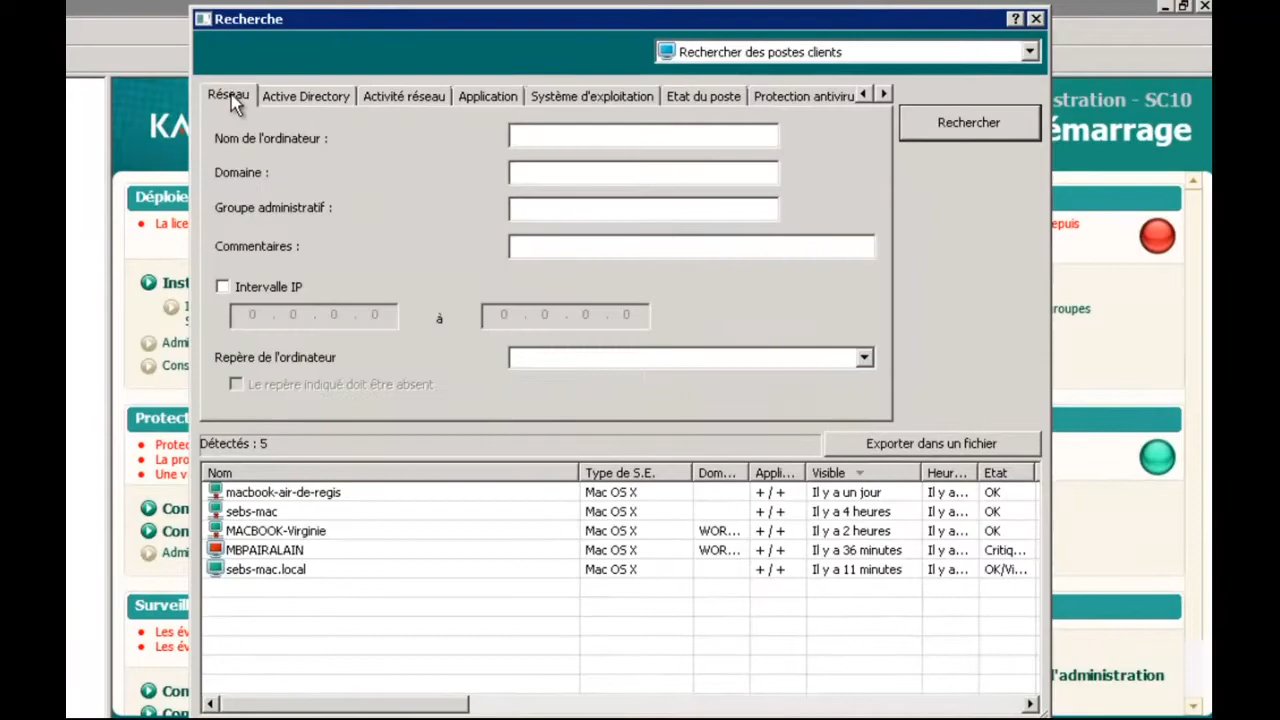 Recherche
Rechercher des postes clients
Réseau Active Directory Activité réseau Application Système d'exploitation Etat du poste Protection antiviru
Rechercher
Nom de l'ordinateur :
Domaine :
Groupe administratif :
Commentaires :
Intervalle IP
0 . 0 . 0 . 0 à 0 . 0 . 0 . 0
Repère de l'ordinateur
Le repère indiqué doit être absent
Détectés : 5
Exporter dans un fichier
Nom Type de S.E. Dom... Appli... Visible Heur... Etat
macbook-air-de-regis Mac OS X + / + Il y a un jour Il y a... OK
sebs-mac Mac OS X + / + Il y a 4 heures Il y a... OK
MACBOOK-Virginie Mac OS X WOR... + / + Il y a 2 heures Il y a... OK
MBPAIRALAIN Mac OS X WOR... + / + Il y a 36 minutes Il y a... Critiq...
sebs-mac.local Mac OS X + / + Il y a 11 minutes Il y a... OK/Vi...
KA
stration - SC10
émarrage
Déploie
La lice
epuis
Inst
roupes
Admi
Cons
Protect
Protec
La pro
Une v
Con
Con
Admi
Surveil
Les év
Les év
'administration
Con
Con